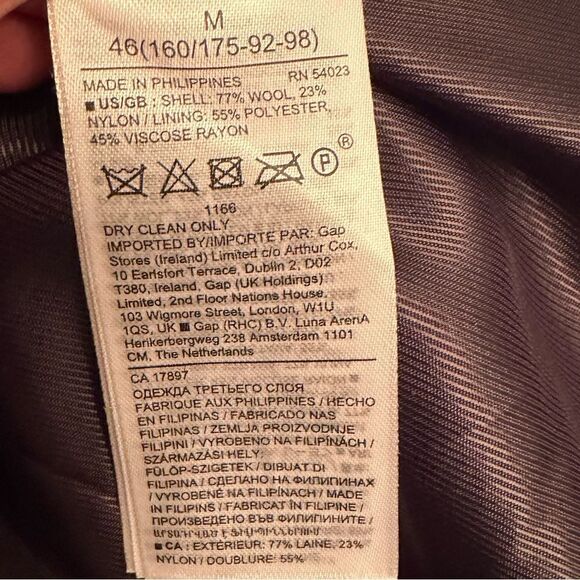 M
46(160/175-92-98)
MADE IN PHILIPPINES RN 54023
■ US/GB : SHELL: 77% WOOL, 23%
NYLON / LINING: 55% POLYESTER,
45% VISCOSE RAYON
P ®
1166
DRY CLEAN ONLY
IMPORTED BY/IMPORTE PAR: Gap
Stores (Ireland) Limited c/o Arthur Cox,
10 Earlsfort Terrace, Dublin 2, D02
T380, Ireland, Gap (UK Holdings)
Limited, 2nd Floor Nations House,
103 Wigmore Street, London, W1U
1QS, UK ■ Gap (RHC) B.V. Luna ArenA
Herikerbergweg 238 Amsterdam 1101
CM, The Netherlands
CA 17897
ОДЕЖДА ТРЕТЬЕГО СЛОЯ
FABRIQUE AUX PHILIPPINES / HECHO
EN FILIPINAS / FABRICADO NAS
FILIPINAS / ZEMLJA PROIZVODNJE
FILIPINI / VYROBENO NA FILIPÍNÁCH /
SZÁRMAZÁSI HELY:
FÜLÖP-SZIGETEK / DIBUAT DI
FILIPINA / СДЕЛАНО НА ФИЛИПИНАХ
/ VYROBENÉ NA FILIPÍNACH / MADE
IN FILIPINS / FABRICAT ÎN FILIPINE /
ПРОИЗВЕДЕНО ВЪВ ФИЛИПИНИТЕ /
■ CA : EXTÉRIEUR: 77% LAINE, 23%
NYLON / DOUBLURE: 55%